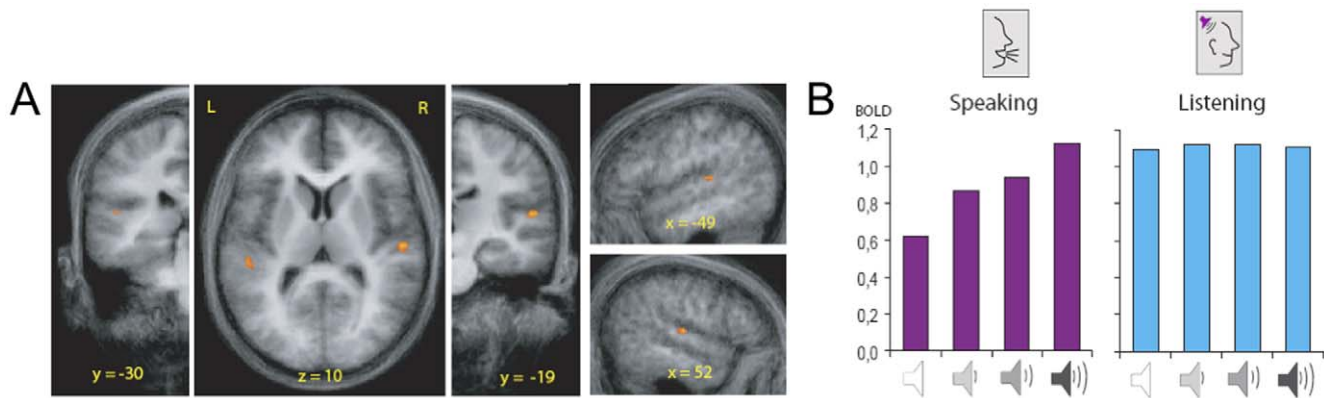 A
L
R
y = -30
z = 10
y = -19
x = -49
x = 52
B
BOLD
Speaking
Listening
1,2
1,0
0,8
0,6
0,4
0,2
0,0